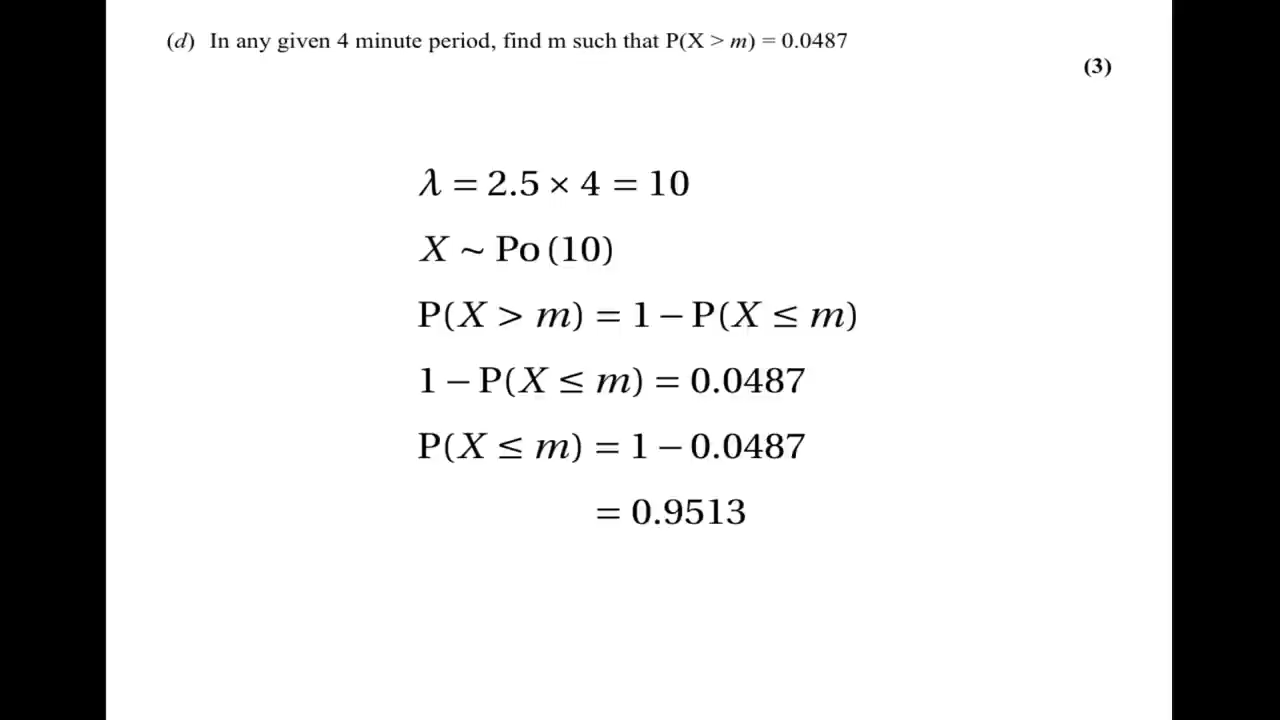 (d) In any given 4 minute period, find m such that P(X > m) = 0.0487
(3)
λ = 2.5 × 4 = 10
X ~ Po (10)
P(X > m) = 1 − P(X ≤ m)
1 − P(X ≤ m) = 0.0487
P(X ≤ m) = 1 − 0.0487
= 0.9513